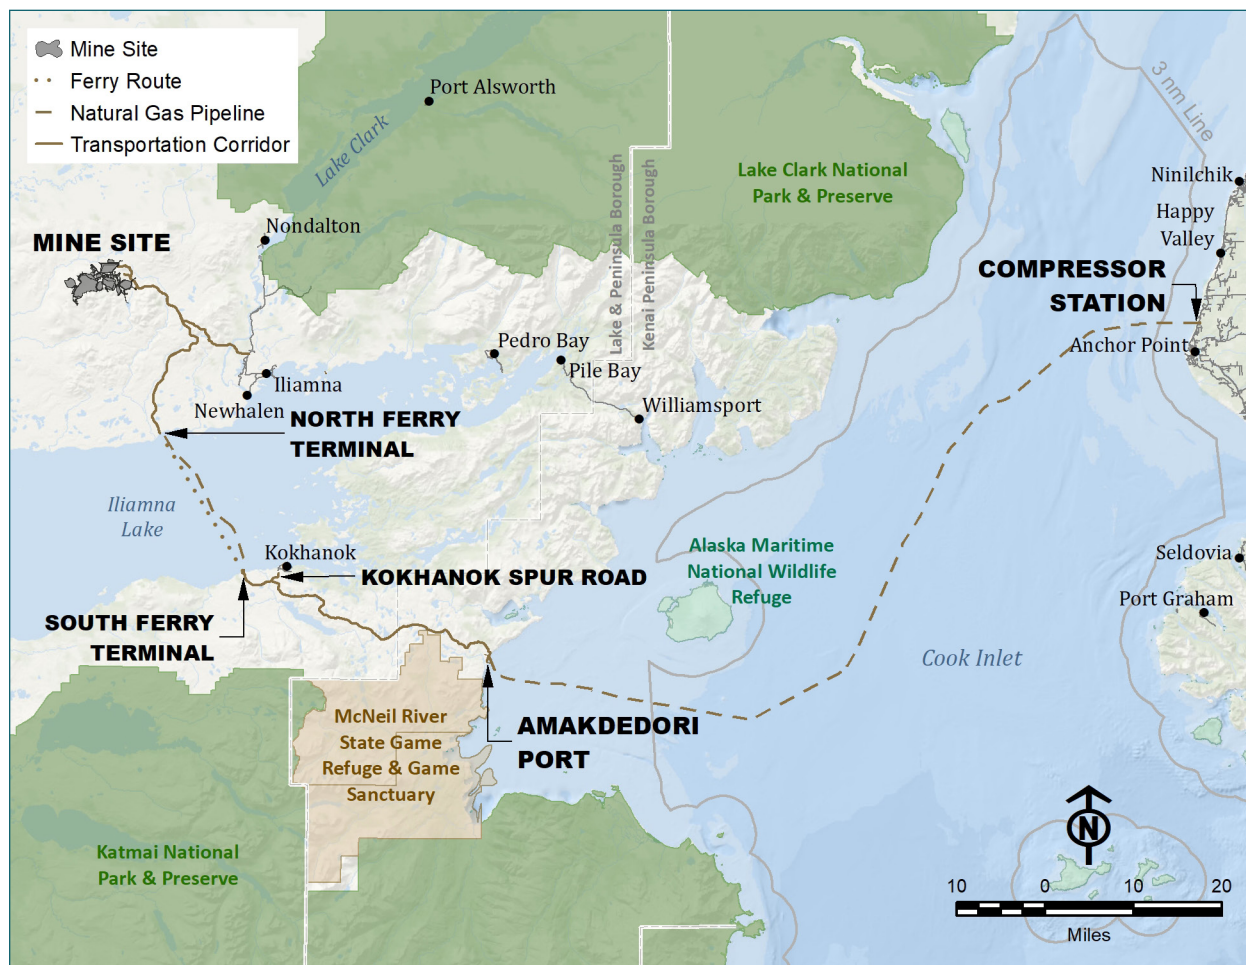 Mine Site
Ferry Route
Natural Gas Pipeline
Transportation Corridor
Port Alsworth
Lake Clark
3 nm Line
Lake Clark National
Park & Preserve
Lake & Peninsula Borough
Kenai Peninsula Borough
Ninilchik
Happy
Valley
Nondalton
MINE SITE
COMPRESSOR
STATION
Anchor Point
Pedro Bay
Pile Bay
Iliamna
Newhalen
Williamsport
NORTH FERRY
TERMINAL
Iliamna
Lake
Kokhanok
KOKHANOK SPUR ROAD
Alaska Maritime
National Wildlife
Refuge
Seldovia
Port Graham
SOUTH FERRY
TERMINAL
Cook Inlet
McNeil River
State Game
Refuge & Game
Sanctuary
AMAKDEDORI
PORT
Katmai National
Park & Preserve
N
10 0 10 20
Miles